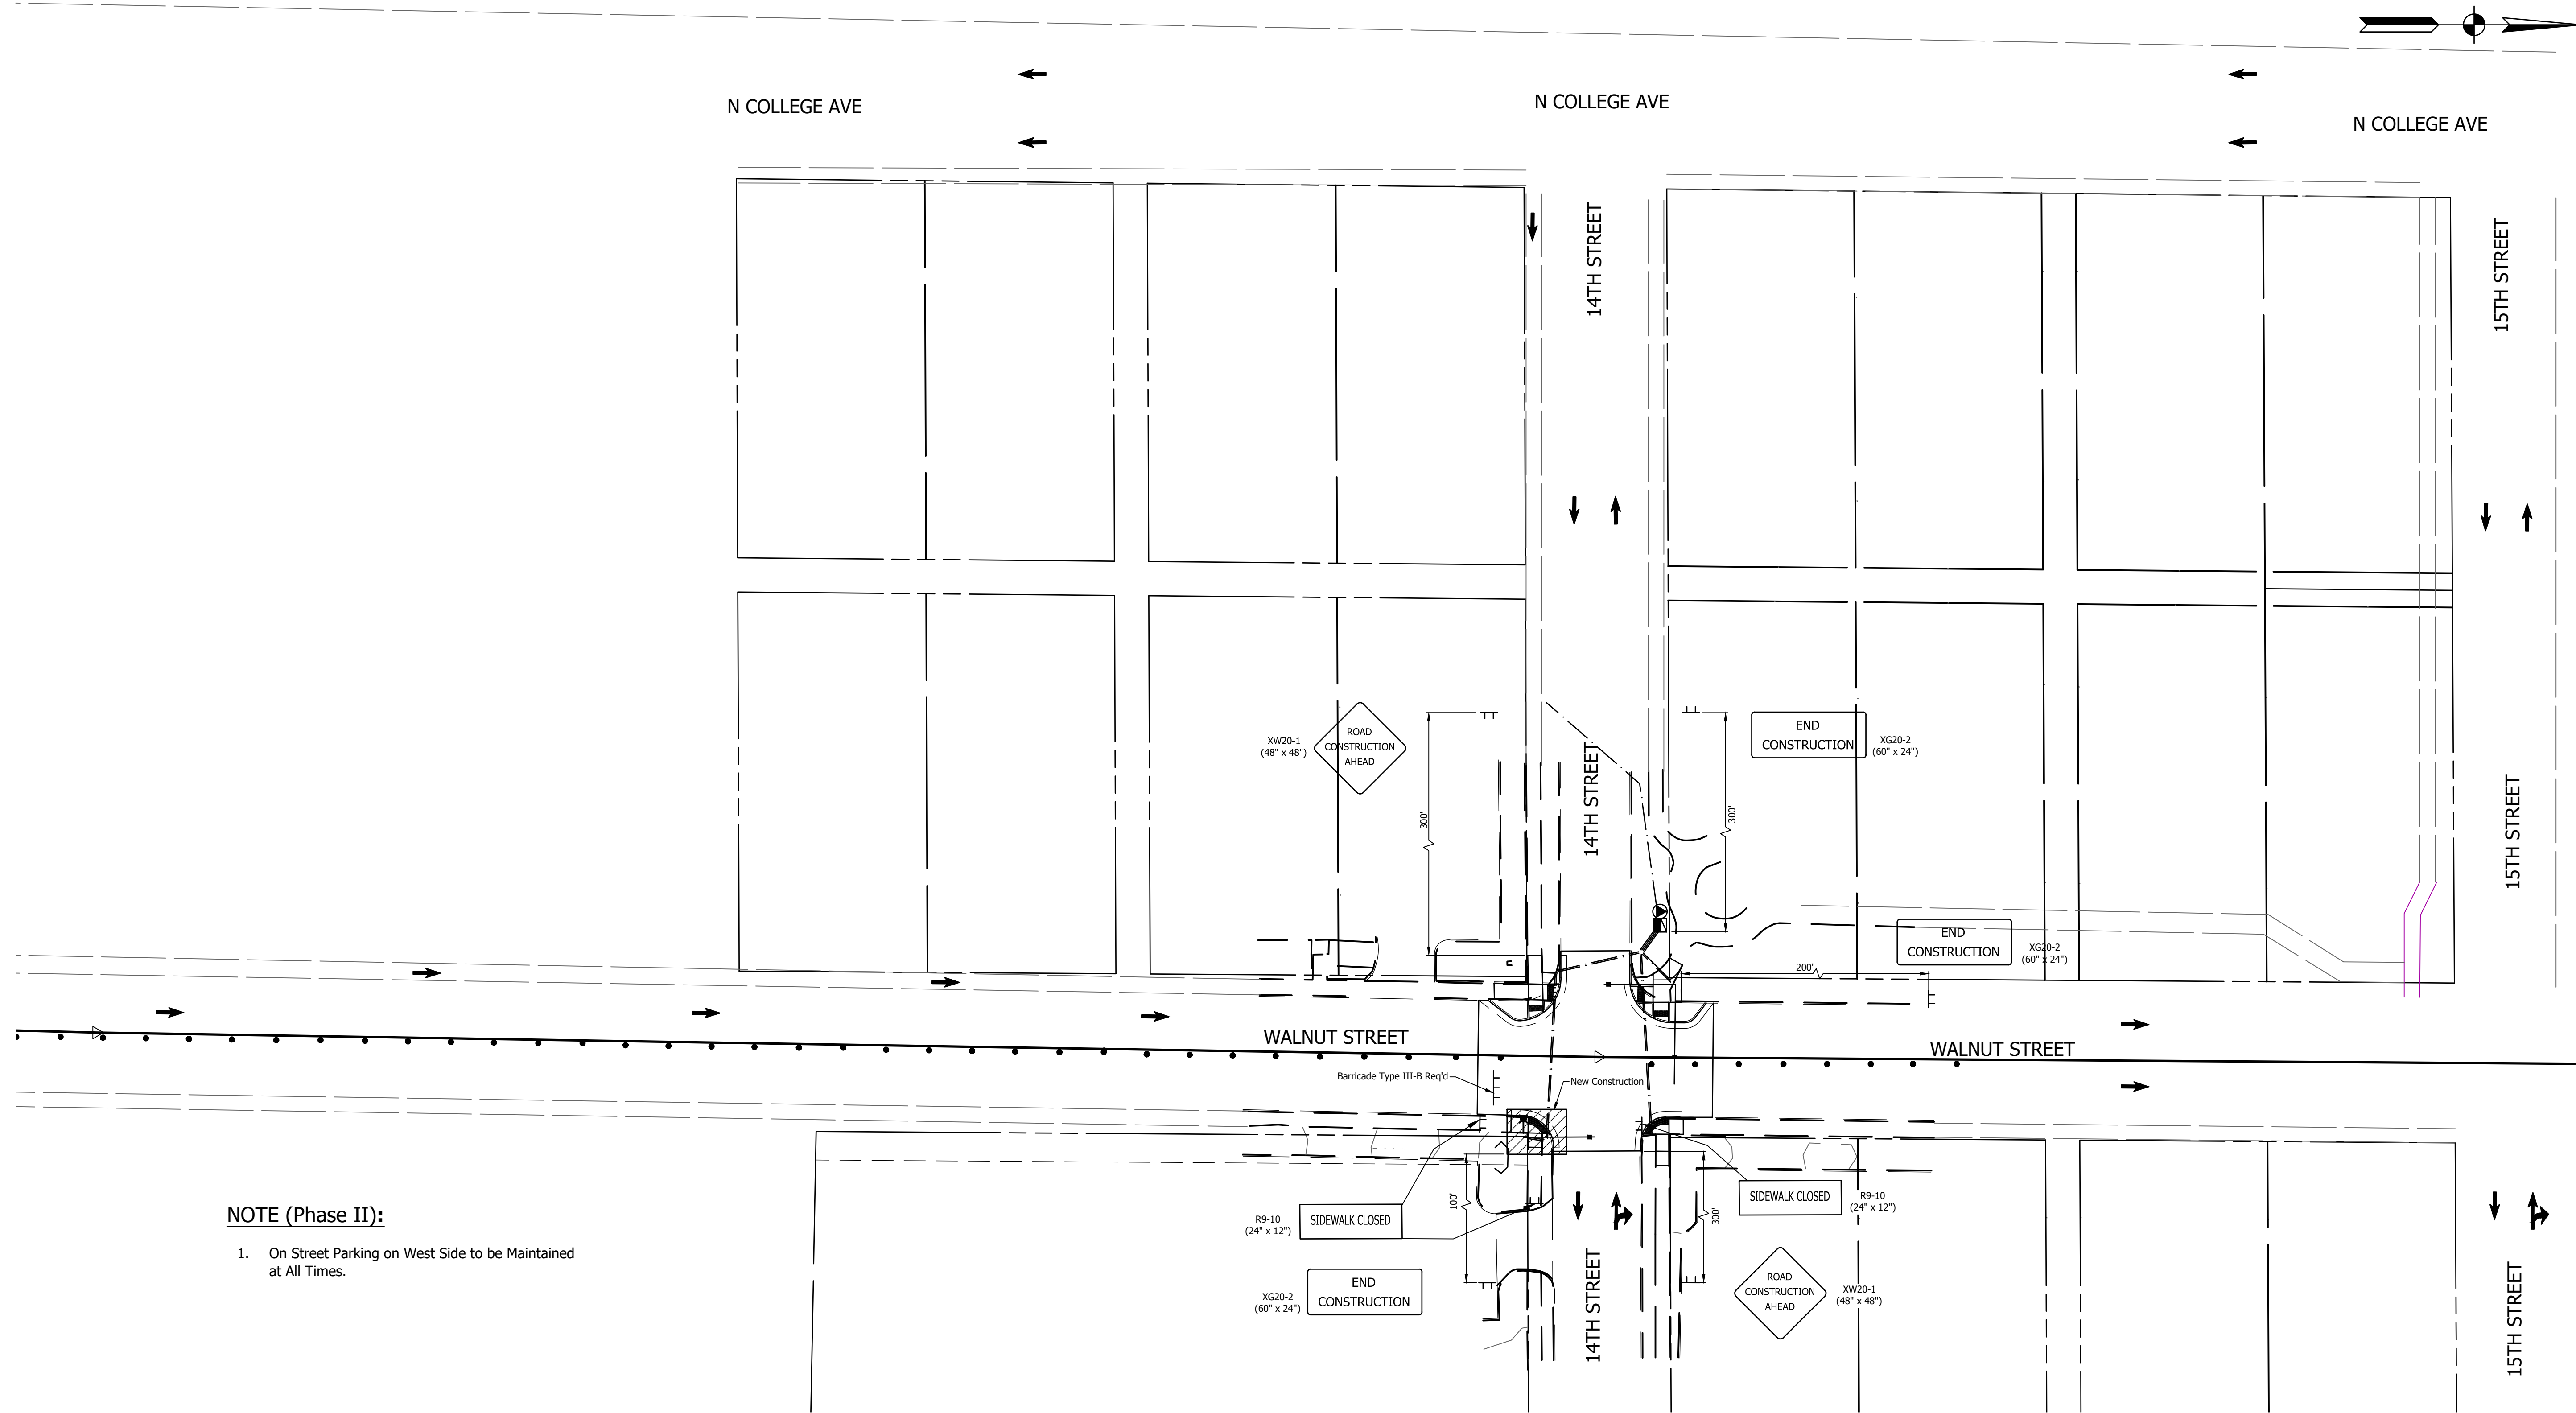 N COLLEGE AVE
N COLLEGE AVE
N COLLEGE AVE
14TH STREET
15TH STREET
XW20-1
(48" x 48")
ROAD
CONSTRUCTION
AHEAD
300'
14TH STREET
300'
END
CONSTRUCTION
XG20-2
(60" x 24")
15TH STREET
END
CONSTRUCTION
XG20-2
(60" x 24")
200'
WALNUT STREET
WALNUT STREET
Barricade Type III-B Req'd
New Construction
NOTE (Phase II):
1. On Street Parking on West Side to be Maintained
at All Times.
R9-10
(24" x 12")
SIDEWALK CLOSED
100'
300'
SIDEWALK CLOSED
R9-10
(24" x 12")
XG20-2
(60" x 24")
END
CONSTRUCTION
14TH STREET
ROAD
CONSTRUCTION
AHEAD
XW20-1
(48" x 48")
15TH STREET